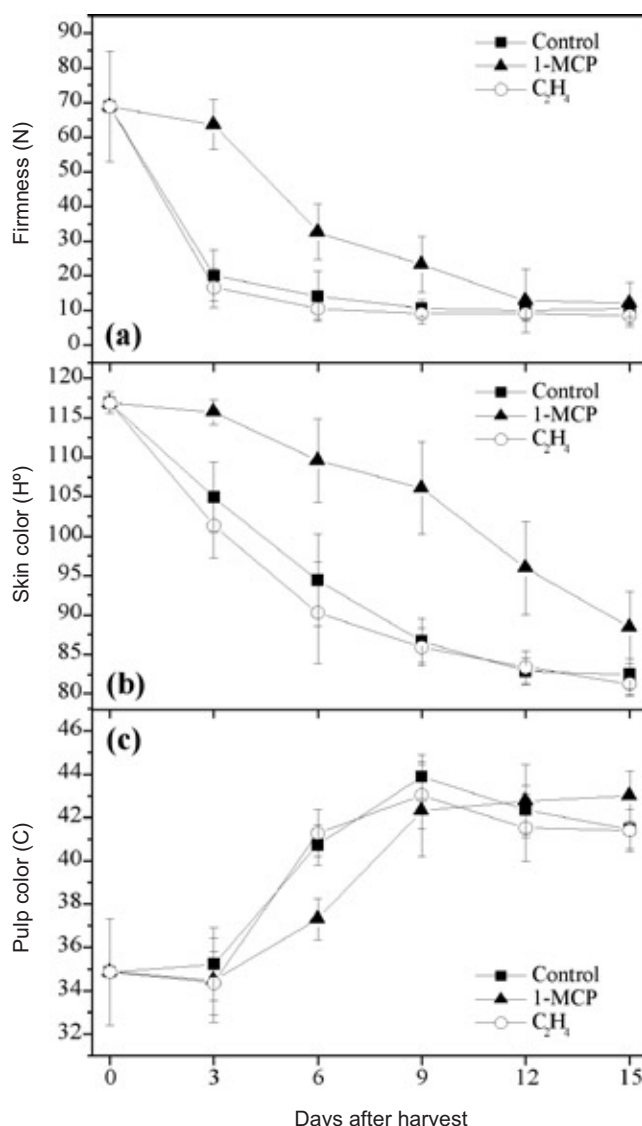 90
80
70
60
50
40
30
20
10
0
Firmness (N)
Control
1-MCP
C₂H₄
(a)
120
115
110
105
100
95
90
85
80
Skin color (Hº)
Control
1-MCP
C₂H₄
(b)
46
44
42
40
38
36
34
32
Pulp color (C)
(c)
Control
1-MCP
C₂H₄
0 3 6 9 12 15
Days after harvest